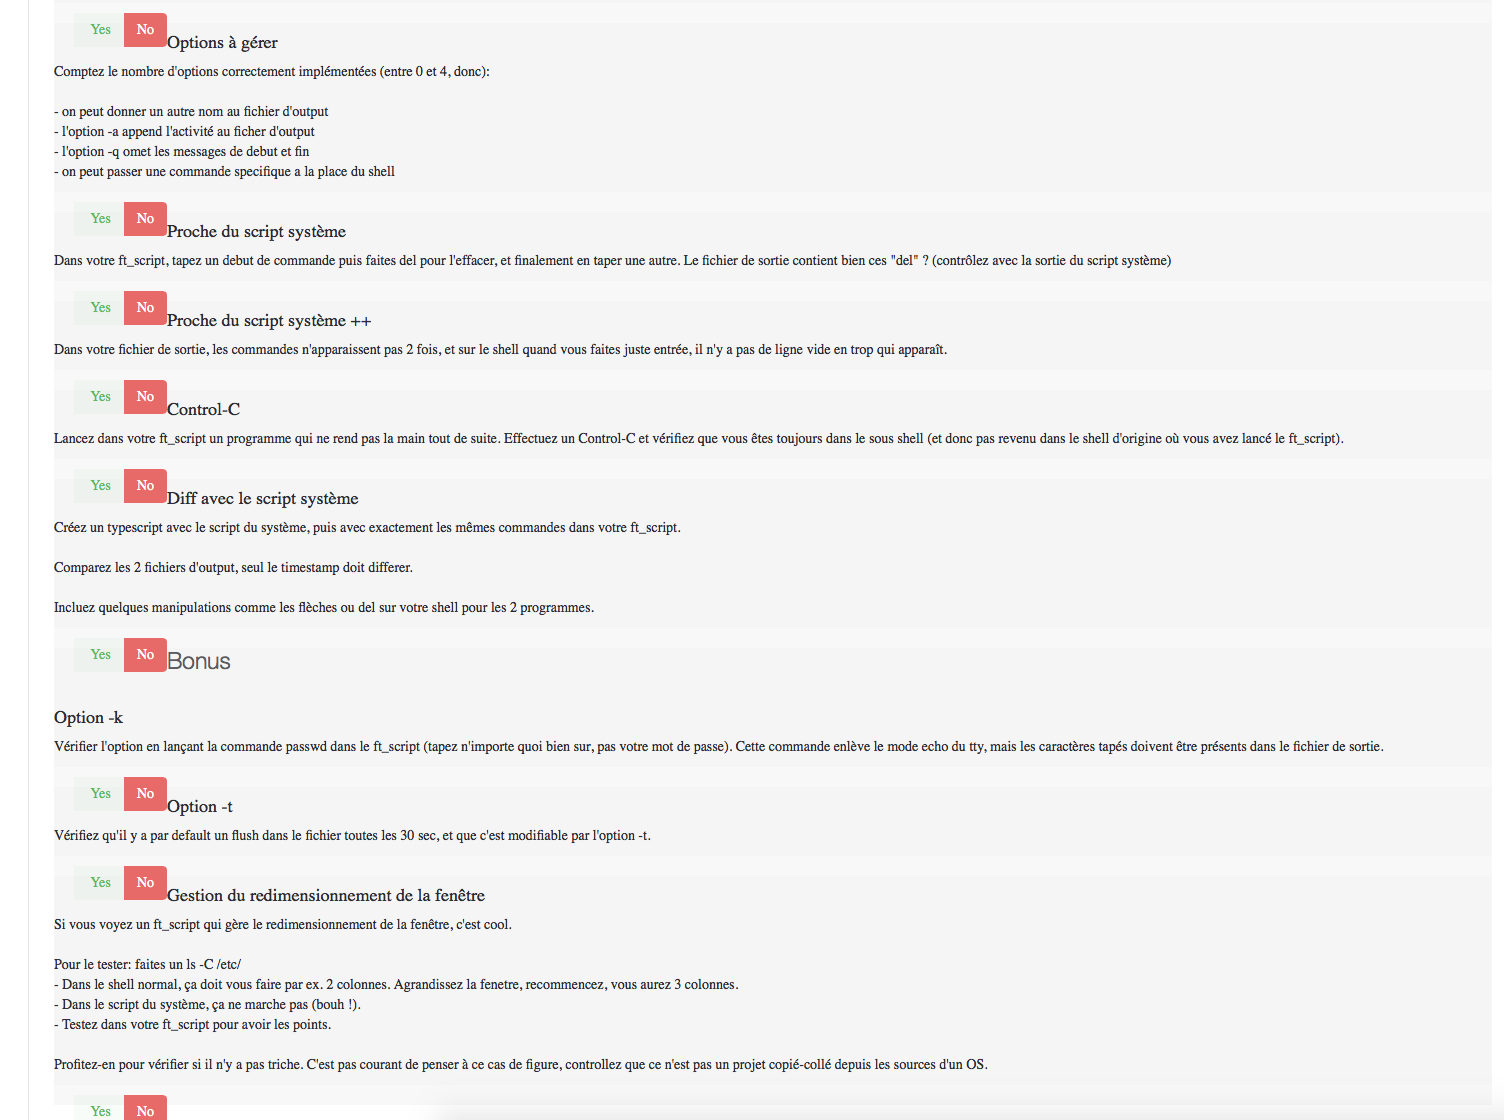 Yes No
Options à gérer
Comptez le nombre d'options correctement implémentées (entre 0 et 4, donc):
- on peut donner un autre nom au fichier d'output
- l'option -a append l'activité au ficher d'output
- l'option -q omet les messages de debut et fin
- on peut passer une commande specifique a la place du shell
Yes No
Proche du script système
Dans votre ft_script, tapez un debut de commande puis faites del pour l'effacer, et finalement en taper une autre. Le fichier de sortie contient bien ces "del" ? (contrôlez avec la sortie du script système)
Yes No
Proche du script système ++
Dans votre fichier de sortie, les commandes n'apparaissent pas 2 fois, et sur le shell quand vous faites juste entrée, il n'y a pas de ligne vide en trop qui apparaît.
Yes No
Control-C
Lancez dans votre ft_script un programme qui ne rend pas la main tout de suite. Effectuez un Control-C et vérifiez que vous êtes toujours dans le sous shell (et donc pas revenu dans le shell d'origine où vous avez lancé le ft_script).
Yes No
Diff avec le script système
Créez un typescript avec le script du système, puis avec exactement les mêmes commandes dans votre ft_script.
Comparez les 2 fichiers d'output, seul le timestamp doit differer.
Incluez quelques manipulations comme les flèches ou del sur votre shell pour les 2 programmes.
Yes No
Bonus
Option -k
Vérifier l'option en lançant la commande passwd dans le ft_script (tapez n'importe quoi bien sur, pas votre mot de passe). Cette commande enlève le mode echo du tty, mais les caractères tapés doivent être présents dans le fichier de sortie.
Yes No
Option -t
Vérifiez qu'il y a par default un flush dans le fichier toutes les 30 sec, et que c'est modifiable par l'option -t.
Yes No
Gestion du redimensionnement de la fenêtre
Si vous voyez un ft_script qui gère le redimensionnement de la fenêtre, c'est cool.
Pour le tester: faites un ls -C /etc/
- Dans le shell normal, ça doit vous faire par ex. 2 colonnes. Agrandissez la fenetre, recommencez, vous aurez 3 colonnes.
- Dans le script du système, ça ne marche pas (bouh !).
- Testez dans votre ft_script pour avoir les points.
Profitez-en pour vérifier si il n'y a pas triche. C'est pas courant de penser à ce cas de figure, controllez que ce n'est pas un projet copié-collé depuis les sources d'un OS.
Yes No